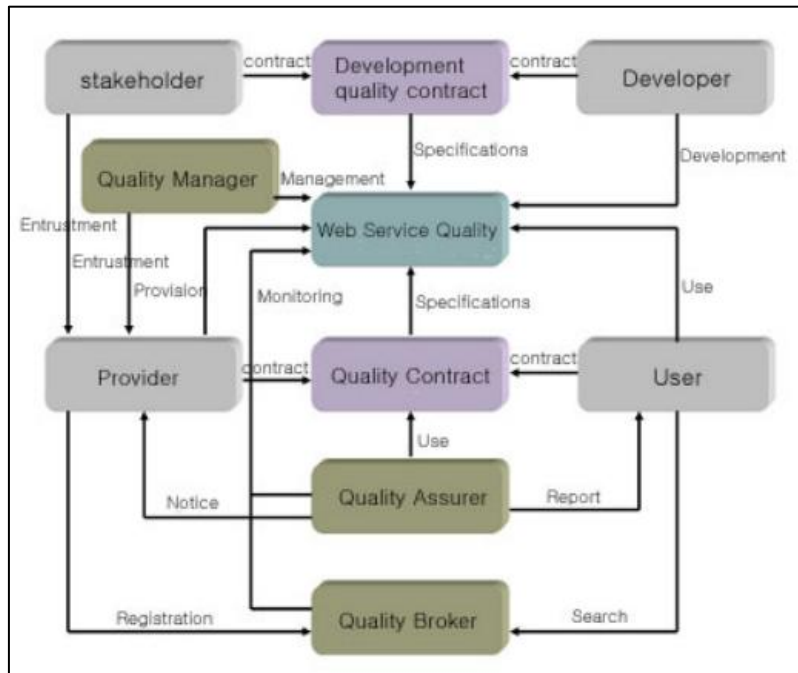 contract
contract
stakeholder
Development
quality contract
Developer
Specifications
Development
Quality Manager
Management
Web Service Quality
Entrustment
Entrustment
Provision
Monitoring
Specifications
Use
Provider
contract
Quality Contract
contract
User
Use
Quality Assurer
Notice
Report
Registration
Quality Broker
Search